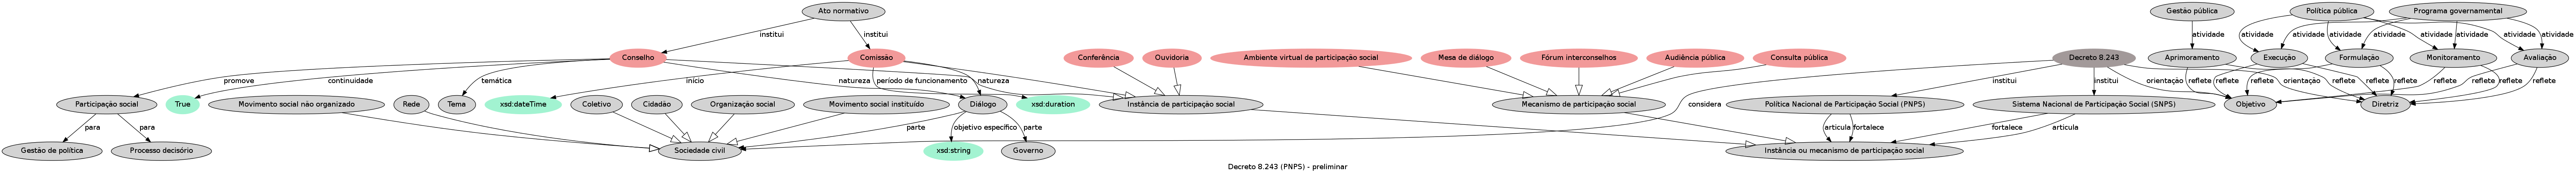 Ato normativo
Gestão pública
Política pública
Programa governamental
institui
institui
atividade
atividade
atividade
atividade
atividade
atividade
atividade
atividade
atividade
Conselho
Comissão
Conferência
Ouvidoria
Ambiente virtual de participação social
Mesa de diálogo
Fórum interconselhos
Audiência pública
Consulta pública
Decreto 8.243
Aprimoramento
Execução
Formulação
Monitoramento
Avaliação
promove
continuidade
temática
início
natureza
período de funcionamento
natureza
institui
institui
orientação
reflete
reflete
orientação
reflete
reflete
reflete
reflete
reflete
reflete
reflete
Participação social
True
Movimento social não organizado
Rede
Tema
xsd:dateTime
Coletivo
Cidadão
Organização social
Movimento social instituído
Diálogo
xsd:duration
Instância de participação social
Mecanismo de participação social
considera
Política Nacional de Participação Social (PNPS)
Sistema Nacional de Participação Social (SNPS)
Objetivo
Diretriz
para
para
parte
objetivo específico
parte
articula
fortalece
fortalece
articula
Gestão de política
Processo decisório
Sociedade civil
xsd:string
Governo
Instância ou mecanismo de participação social
Decreto 8.243 (PNPS) - preliminar